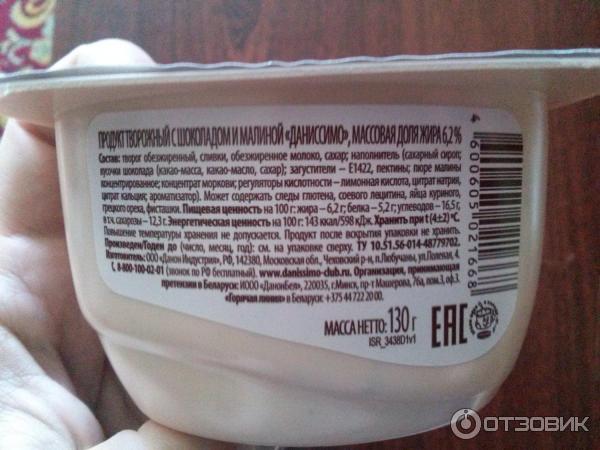 ПРОДУКТ ТВОРОЖНЫЙ С ШОКОЛАДОМ И МАЛИНОЙ «ДАНИССИМО», МАССОВАЯ ДОЛЯ ЖИРА 6,2 %
Состав: творог обезжиренный, сливки, обезжиренное молоко, сахар; наполнитель (сахарный сироп;
кусочки шоколада (какао-масса, какао-масло, сахар); загустители – Е1422, пектины; пюре малины
концентрированное; концентрат моркови; регуляторы кислотности – лимонная кислота, цитрат натрия,
цитрат кальция; ароматизатор). Может содержать следы глютена, соевого лецитина, яйца куриного,
грецкого ореха, фисташки. Пищевая ценность на 100 г: жира – 6,2 г; белка – 5,2 г; углеводов – 16,5 г,
в т.ч. сахарозы – 12,3 г. Энергетическая ценность на 100 г: 143 ккал/598 кДж. Хранить при t (4±2) °С.
Повышение температуры хранения не допускается. Продукт после вскрытия упаковки не хранить.
Произведен/Годен до (число, месяц, год): см. на упаковке сверху. ТУ 10.51.56-014-48779702.
Изготовитель: ООО «Данон Индустрия», РФ, 142380, Московская обл., Чеховский р-н, п.Любучаны, ул.Полевая, 4.
С. 8-800-100-02-01 (звонок по РФ бесплатный). www.danissimo-club.ru. Организация, принимающая
претензии в Беларуси: ИООО «ДанонБел», 220035, г.Минск, пр-т Машерова, 76а, пом.3, оф.3.
«Горячая линия» в Беларуси: +375 44 722 20 00.
МАССА НЕТТО: 130 г
ISR_3438D1v1
EAC
4 600605 021668
ОТЗОВИК